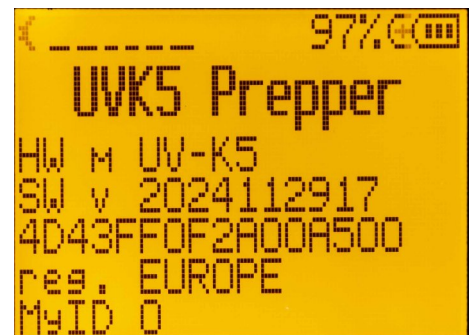 97%
UVK5 Prepper
HW M UV-K5
SW v 2024112917
4D43FF0F2A00A500
reg. EUROPE
MyID 0